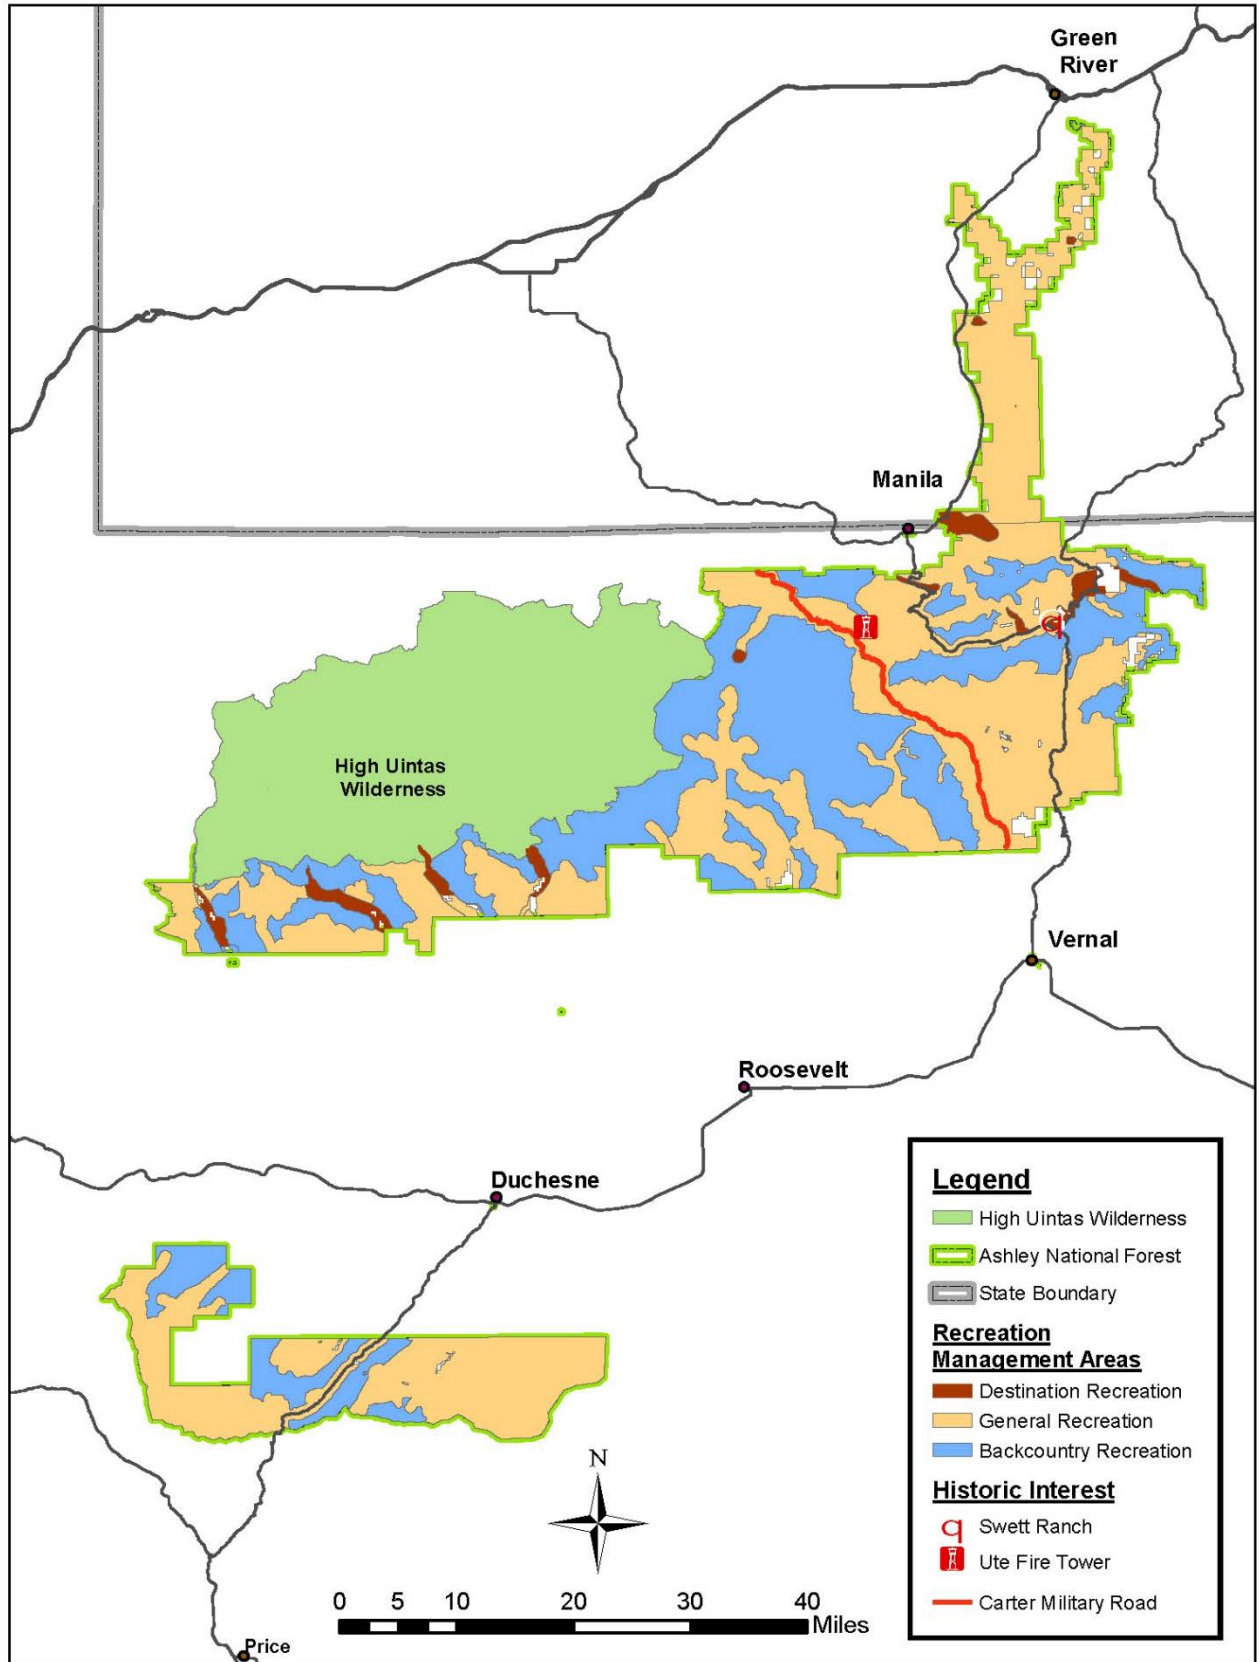 Green
River
Manila
High Uintas
Wilderness
Vernal
Roosevelt
Duchesne
Price
N
0 5 10 20 30 40
Miles
Legend
High Uintas Wilderness
Ashley National Forest
State Boundary
Recreation
Management Areas
Destination Recreation
General Recreation
Backcountry Recreation
Historic Interest
Swett Ranch
Ute Fire Tower
Carter Military Road